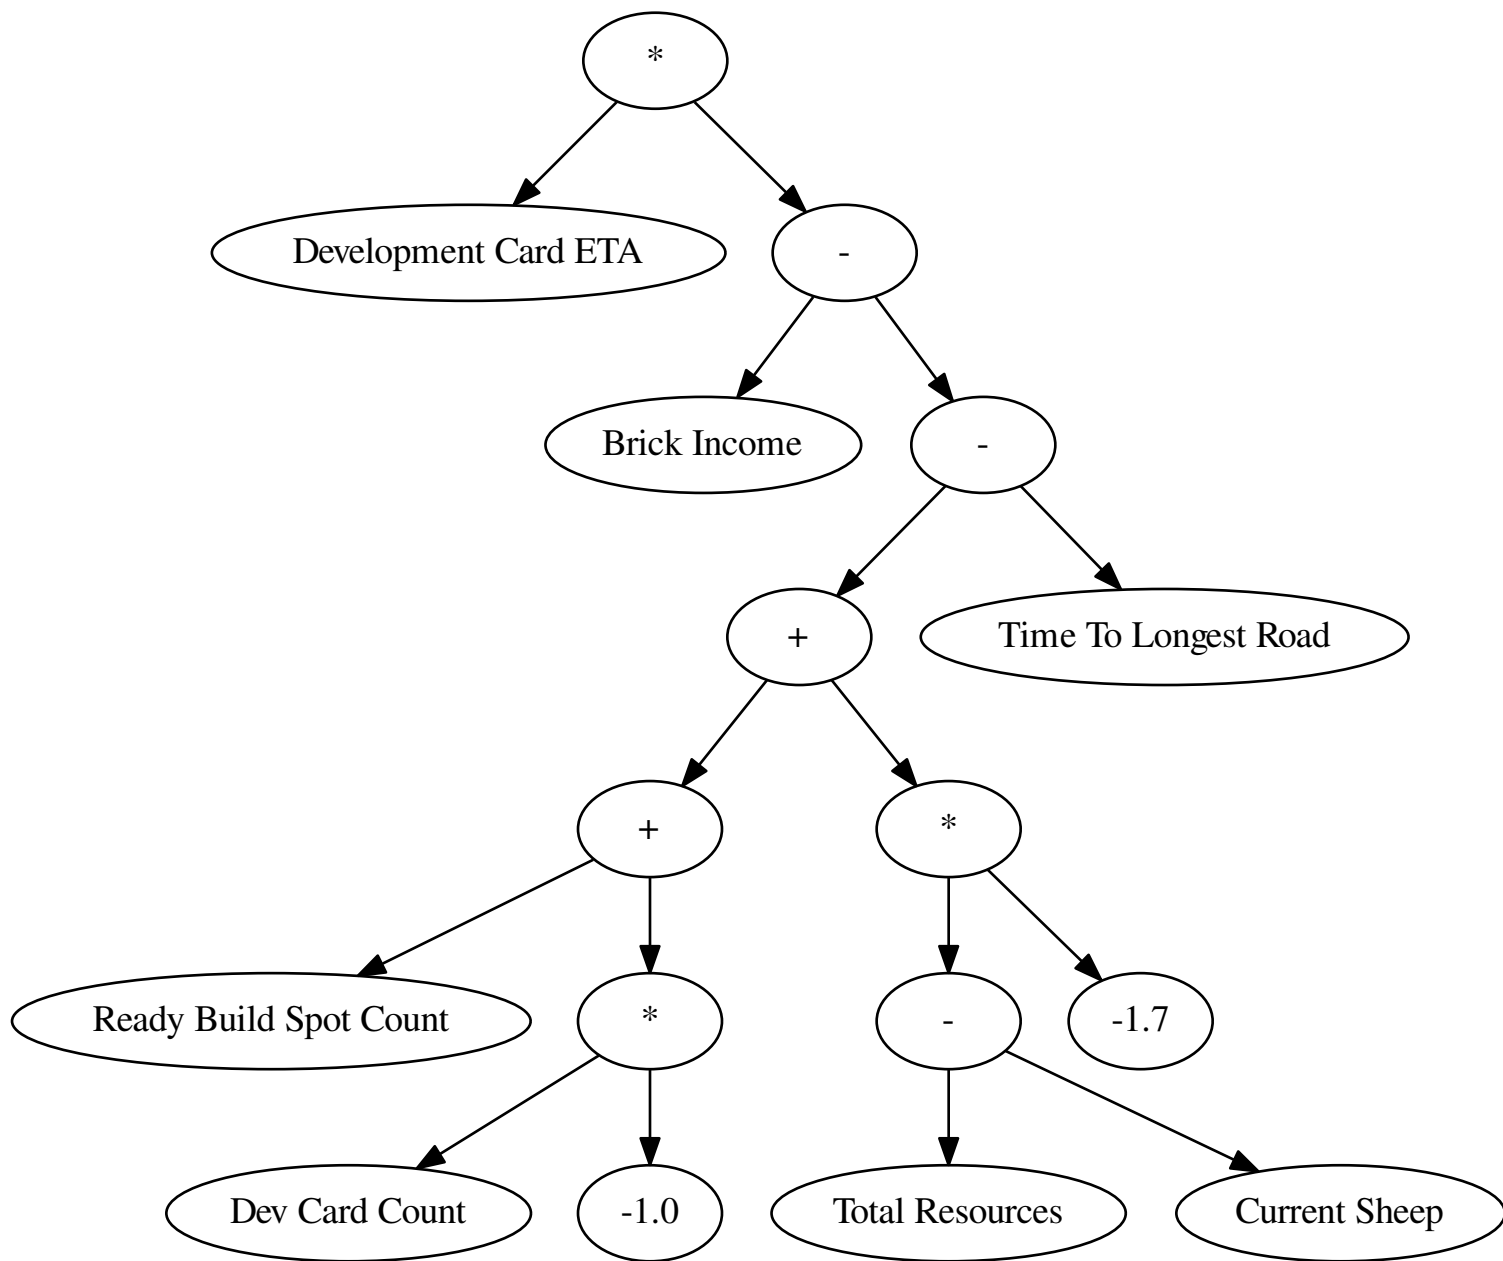 *
Development Card ETA
-
Brick Income
-
+
Time To Longest Road
+
*
Ready Build Spot Count
*
-
-1.7
Dev Card Count
-1.0
Total Resources
Current Sheep